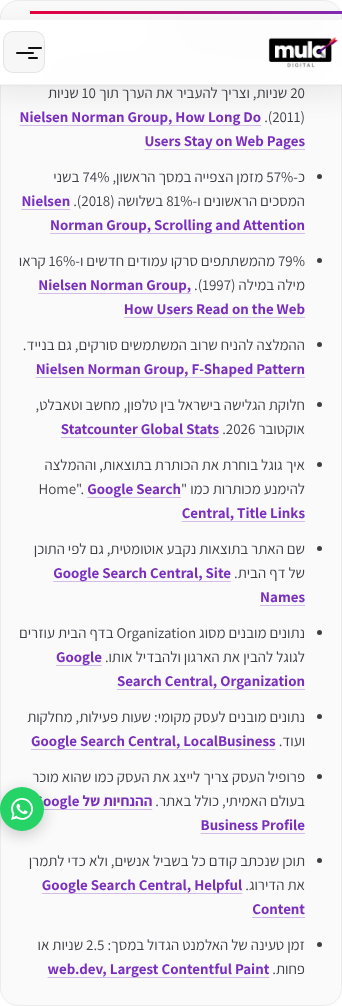 mula
DIGITAL
20 שניות, וצריך להעביר את הערך תוך 10 שניות
(2011). Nielsen Norman Group, How Long Do
Users Stay on Web Pages
כ-57% מזמן הצפייה במסך הראשון, 74% בשני
המסכים הראשונים ו-81% בשלושה (2018). Nielsen
Norman Group, Scrolling and Attention
79% מהמשתתפים סרקו עמודים חדשים ו-16% קראו
מילה במילה (1997). Nielsen Norman Group,
How Users Read on the Web
ההמלצה להניח שרוב המשתמשים סורקים, גם בנייד.
Nielsen Norman Group, F-Shaped Pattern
חלוקת הגלישה בישראל בין טלפון, מחשב וטאבלט,
אוקטובר 2026. Statcounter Global Stats
איך גוגל בוחרת את הכותרת בתוצאות, וההמלצה
להימנע מכותרות כמו "Home". Google Search
Central, Title Links
שם האתר בתוצאות נקבע אוטומטית, גם לפי התוכן
של דף הבית. Google Search Central, Site
Names
נתונים מובנים מסוג Organization בדף הבית עוזרים
לגוגל להבין את הארגון ולהבדיל אותו. Google
Search Central, Organization
נתונים מובנים לעסק מקומי: שעות פעילות, מחלקות
ועוד. Google Search Central, LocalBusiness
פרופיל העסק צריך לייצג את העסק כמו שהוא מוכר
בעולם האמיתי, כולל באתר. ההנחיות של Google
Business Profile
תוכן שנכתב קודם כל בשביל אנשים, ולא כדי לתמרן
את הדירוג. Google Search Central, Helpful
Content
זמן טעינה של האלמנט הגדול במסך: 2.5 שניות או
פחות. web.dev, Largest Contentful Paint